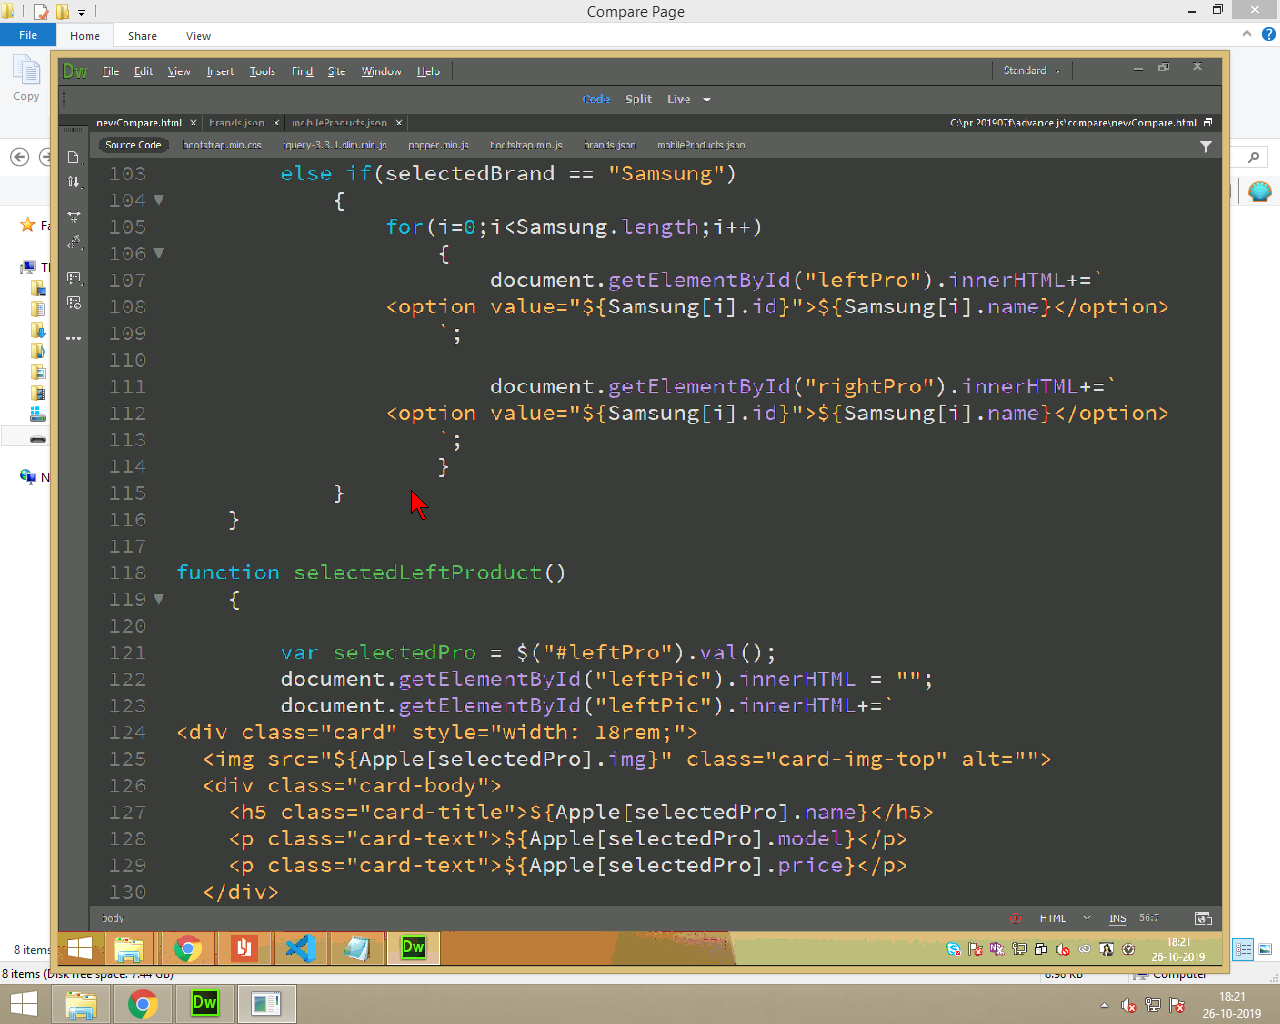 Compare Page
File Home Share View
Copy
Dw File Edit View Insert Tools Find Site Window Help Standard
Code Split Live
newCompare.html brands.json mobileProducts.json C:\pr 201907f\advance js\compare\newCompare.html
Source Code bootstrap.min.css jquery-3.3.1.slim.min.js popper.min.js bootstrap.min.js brands.json mobileProducts.json
103 else if(selectedBrand == "Samsung")
104 {
105 for(i=0;i<Samsung.length;i++)
106 {
107 document.getElementById("leftPro").innerHTML+=`
108 <option value="${Samsung[i].id}">${Samsung[i].name}</option>
109 `;
110
111 document.getElementById("rightPro").innerHTML+=`
112 <option value="${Samsung[i].id}">${Samsung[i].name}</option>
113 `;
114 }
115 }
116 }
117
118 function selectedLeftProduct()
119 {
120
121 var selectedPro = $("#leftPro").val();
122 document.getElementById("leftPic").innerHTML = "";
123 document.getElementById("leftPic").innerHTML+=`
124 <div class="card" style="width: 18rem;">
125 <img src="${Apple[selectedPro].img}" class="card-img-top" alt="">
126 <div class="card-body">
127 <h5 class="card-title">${Apple[selectedPro].name}</h5>
128 <p class="card-text">${Apple[selectedPro].model}</p>
129 <p class="card-text">${Apple[selectedPro].price}</p>
130 </div>
body HTML INS
8 items
Dw
18:21
26-10-2019
8 items (Disk free space: 7.44 GB) 8.98 KB Computer
Dw
18:21
26-10-2019